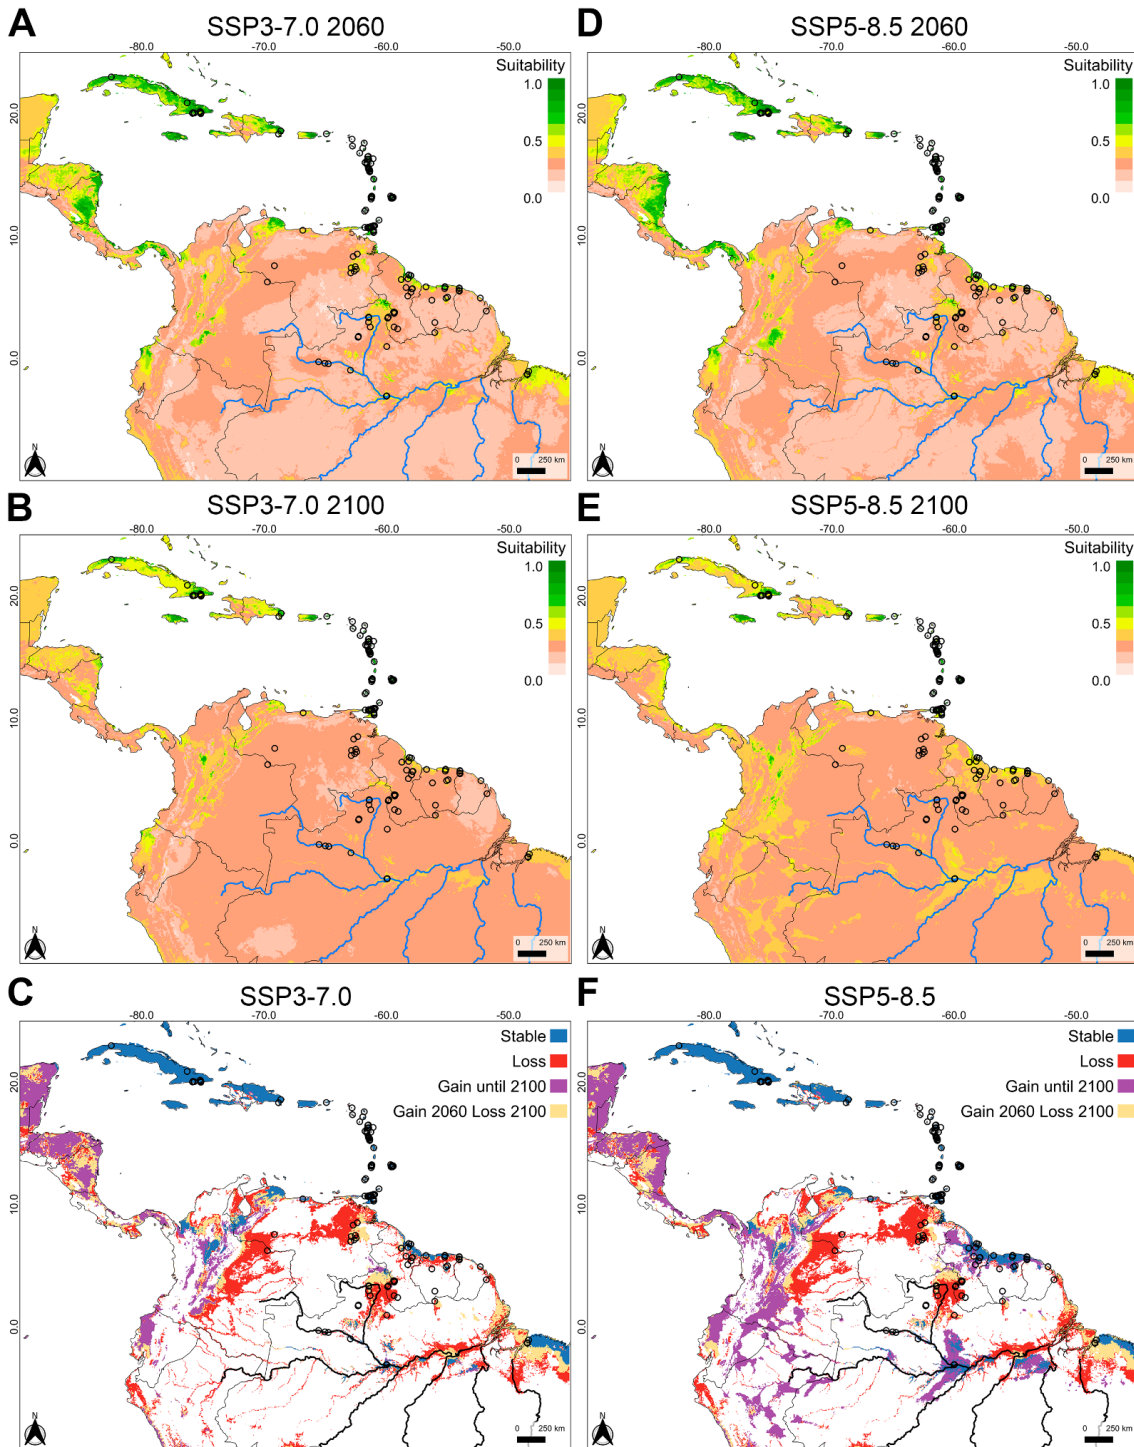 A
SSP3-7.0 2060
-80.0 -70.0 -60.0 -50.0
Suitability
1.0
0.5
0.0
20.0
10.0
0.0
N
0 250 km
D
SSP5-8.5 2060
-80.0 -70.0 -60.0 -50.0
Suitability
1.0
0.5
0.0
20.0
10.0
0.0
N
0 250 km
B
SSP3-7.0 2100
-80.0 -70.0 -60.0 -50.0
Suitability
1.0
0.5
0.0
20.0
10.0
0.0
N
0 250 km
E
SSP5-8.5 2100
-80.0 -70.0 -60.0 -50.0
Suitability
1.0
0.5
0.0
20.0
10.0
0.0
N
0 250 km
C
SSP3-7.0
-80.0 -70.0 -60.0 -50.0
Stable
Loss
Gain until 2100
Gain 2060 Loss 2100
20.0
10.0
0.0
N
0 250 km
F
SSP5-8.5
-80.0 -70.0 -60.0 -50.0
Stable
Loss
Gain until 2100
Gain 2060 Loss 2100
20.0
10.0
0.0
N
0 250 km